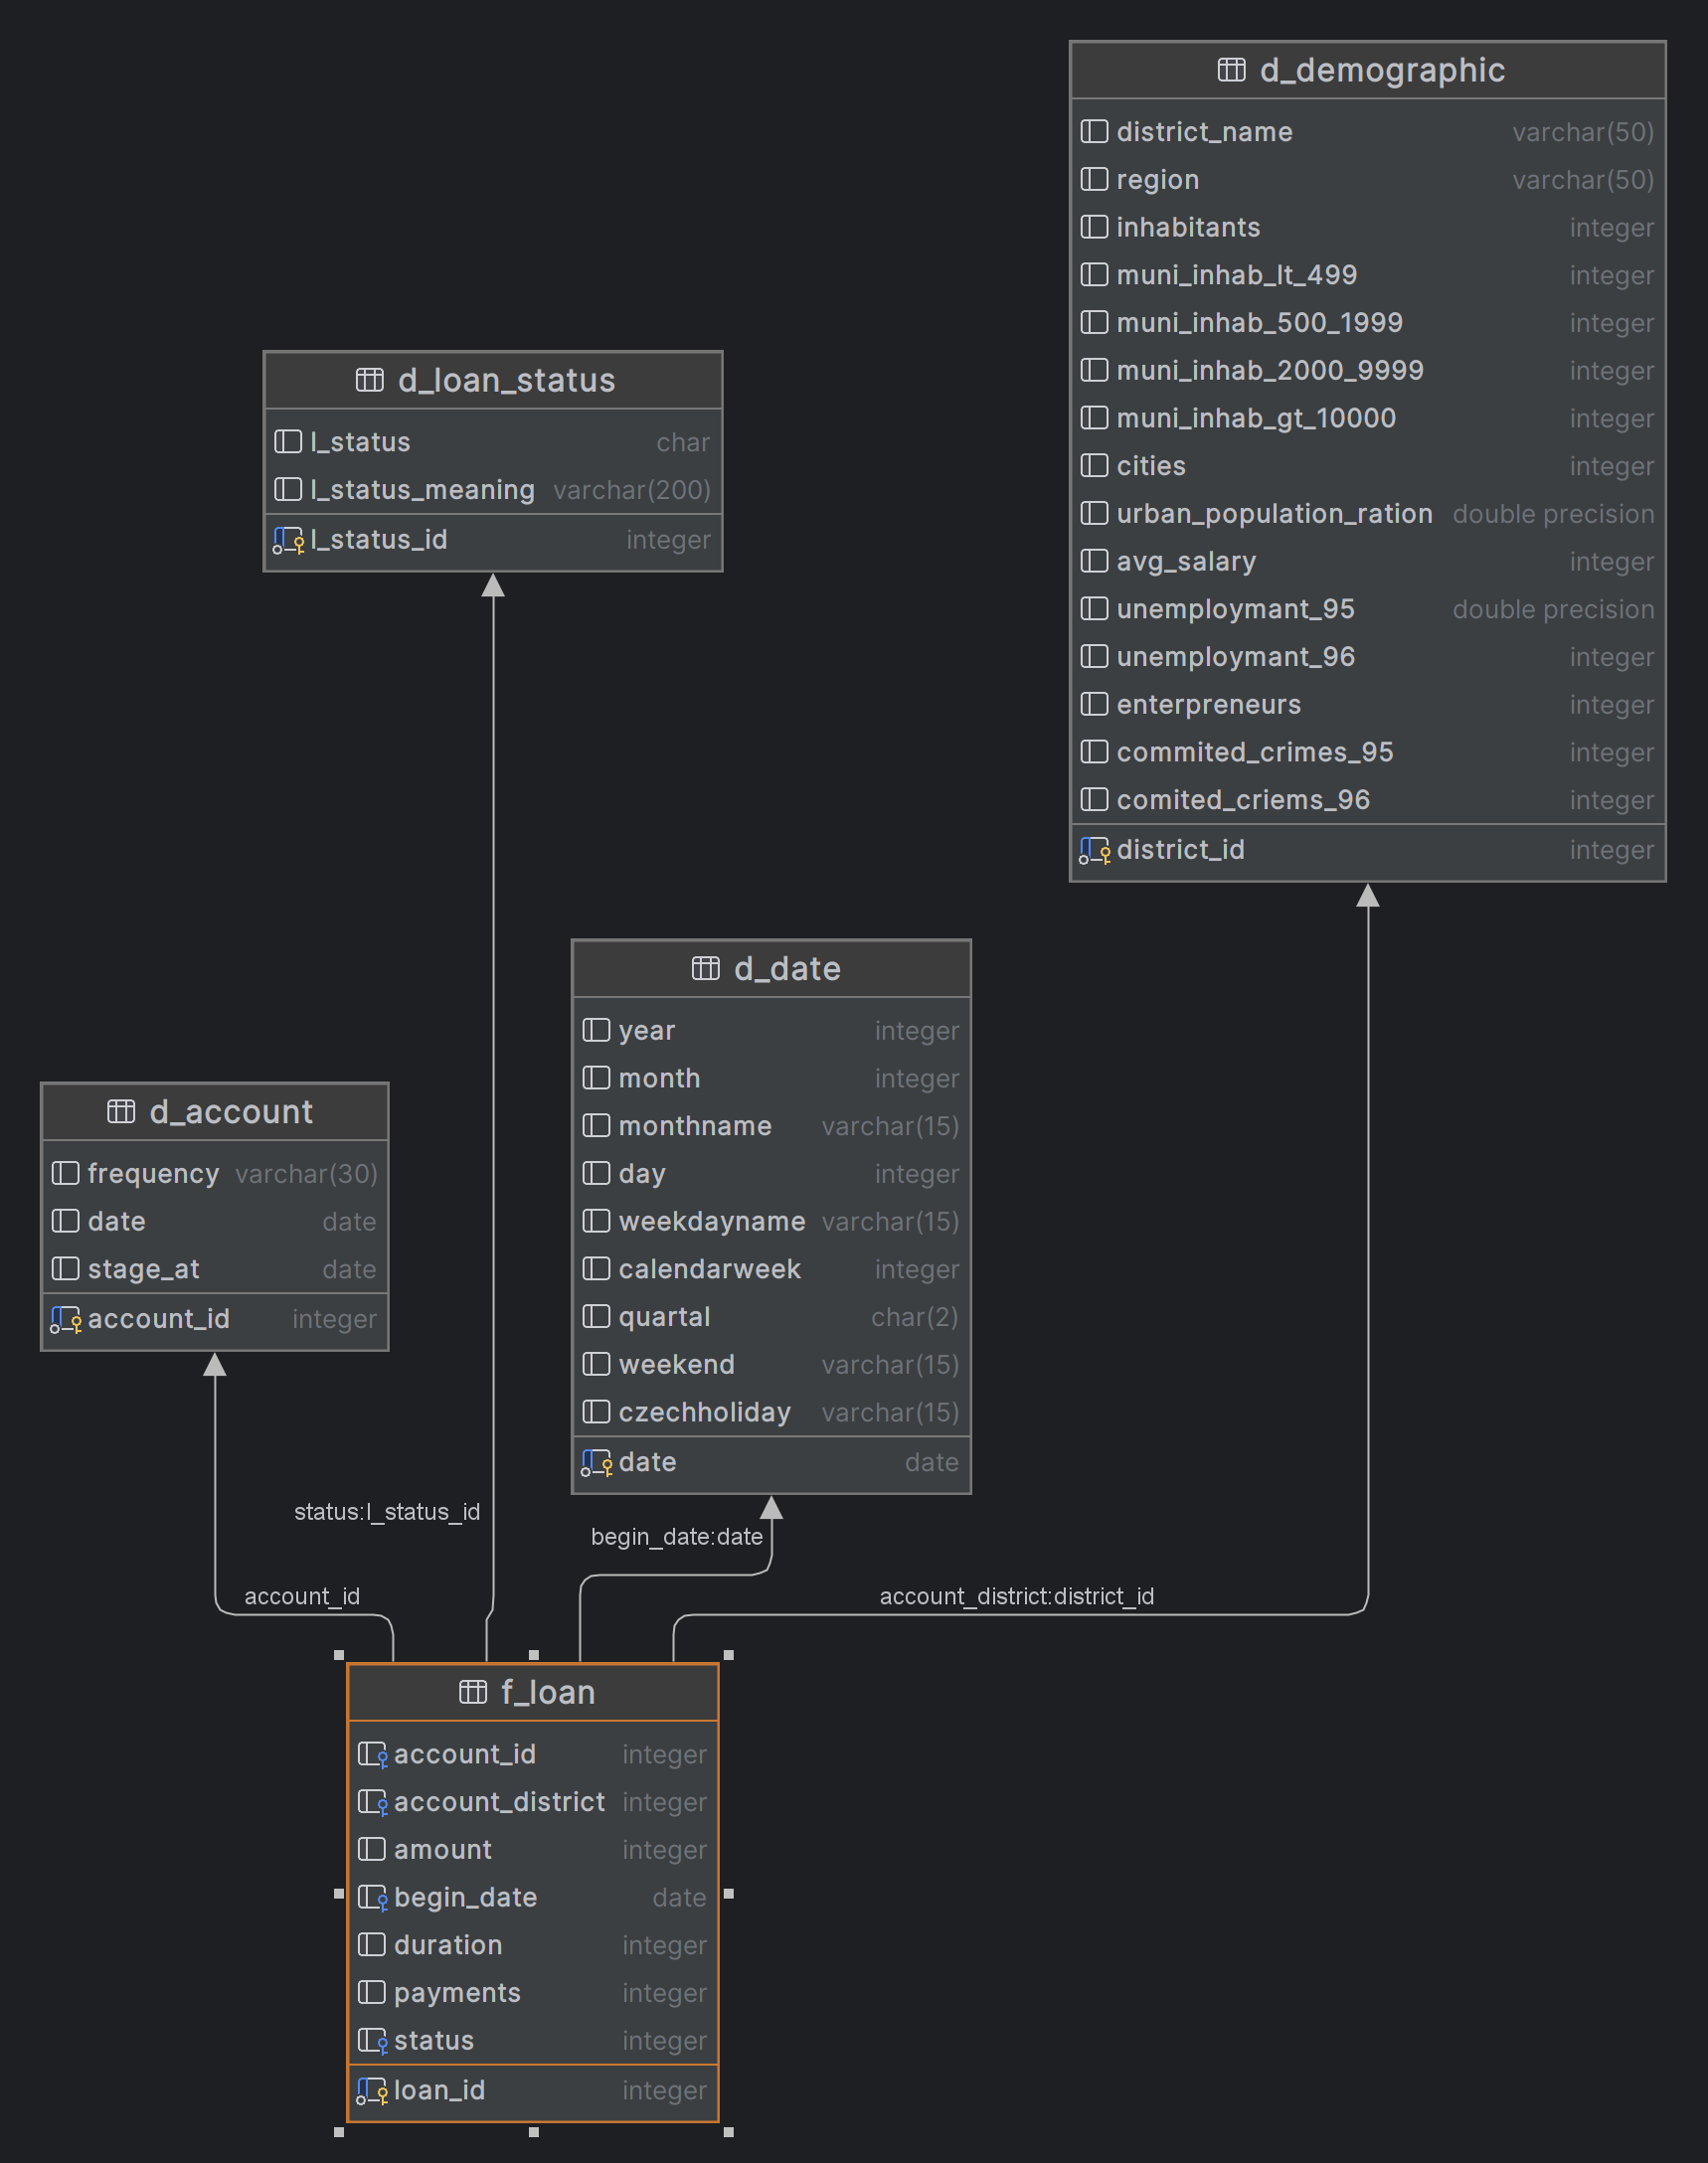 d_demographic
district_name varchar(50)
region varchar(50)
inhabitants integer
muni_inhab_lt_499 integer
muni_inhab_500_1999 integer
muni_inhab_2000_9999 integer
muni_inhab_gt_10000 integer
cities integer
urban_population_ration double precision
avg_salary integer
unemploymant_95 double precision
unemploymant_96 integer
enterpreneurs integer
commited_crimes_95 integer
comited_criems_96 integer
district_id integer
d_loan_status
l_status char
l_status_meaning varchar(200)
l_status_id integer
d_date
year integer
month integer
monthname varchar(15)
day integer
weekdayname varchar(15)
calendarweek integer
quartal char(2)
weekend varchar(15)
czechholiday varchar(15)
date date
d_account
frequency varchar(30)
date date
stage_at date
account_id integer
status:l_status_id
begin_date:date
account_id
account_district:district_id
f_loan
account_id integer
account_district integer
amount integer
begin_date date
duration integer
payments integer
status integer
loan_id integer